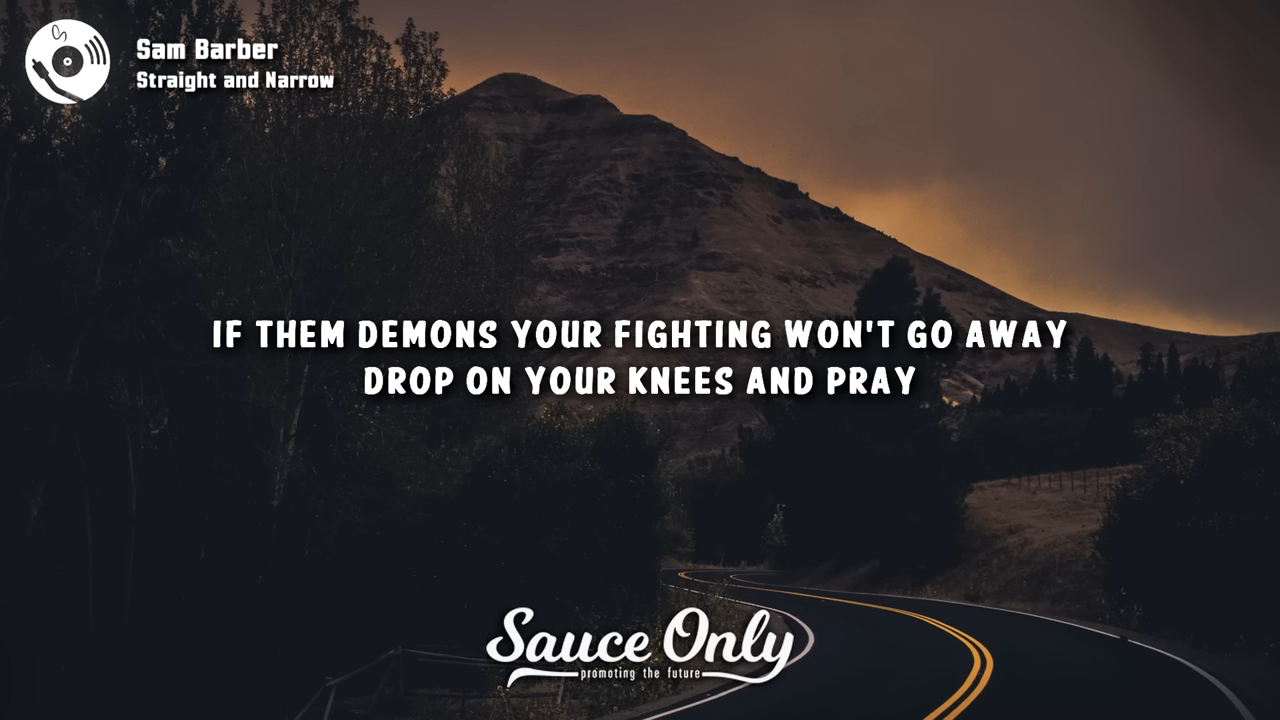 Sam Barber
Straight and Narrow
IF THEM DEMONS YOUR FIGHTING WON'T GO AWAY
DROP ON YOUR KNEES AND PRAY
Sauce Only
promoting the future